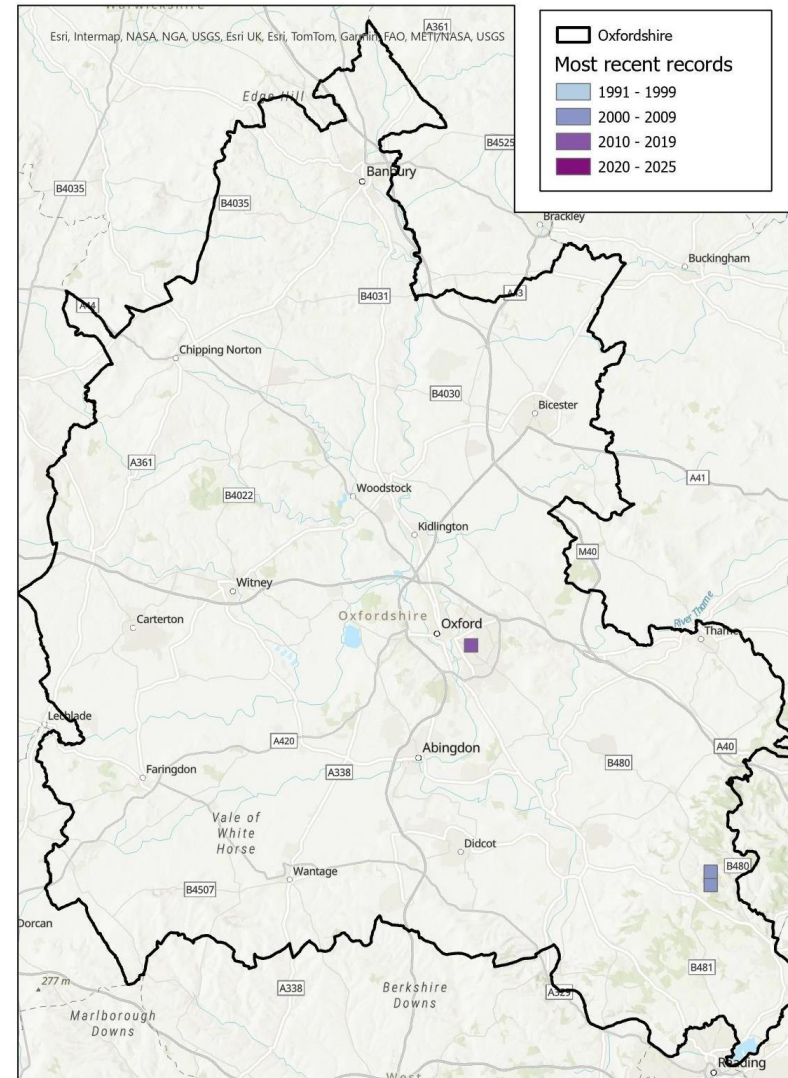 Warwickshire
A361
Esri, Intermap, NASA, NGA, USGS, Esri UK, Esri, TomTom, Garmin, FAO, METI/NASA, USGS
Oxfordshire
Most recent records
1991 - 1999
2000 - 2009
2010 - 2019
2020 - 2025
Edge Hill
B4525
Banbury
B4035
B4035
Brackley
Buckingham
A44
B4031
A43
Chipping Norton
B4030
Bicester
A361
A41
B4022
Woodstock
Kidlington
M40
Witney
Carterton
Oxfordshire
Oxford
River Thame
Thame
Lechlade
A420
Abingdon
A40
B480
Faringdon
A338
Vale of
White
Horse
Didcot
B480
Wantage
B4507
Dorcan
B481
277 m
A338
Berkshire
Downs
A329
Marlborough
Downs
Reading
West